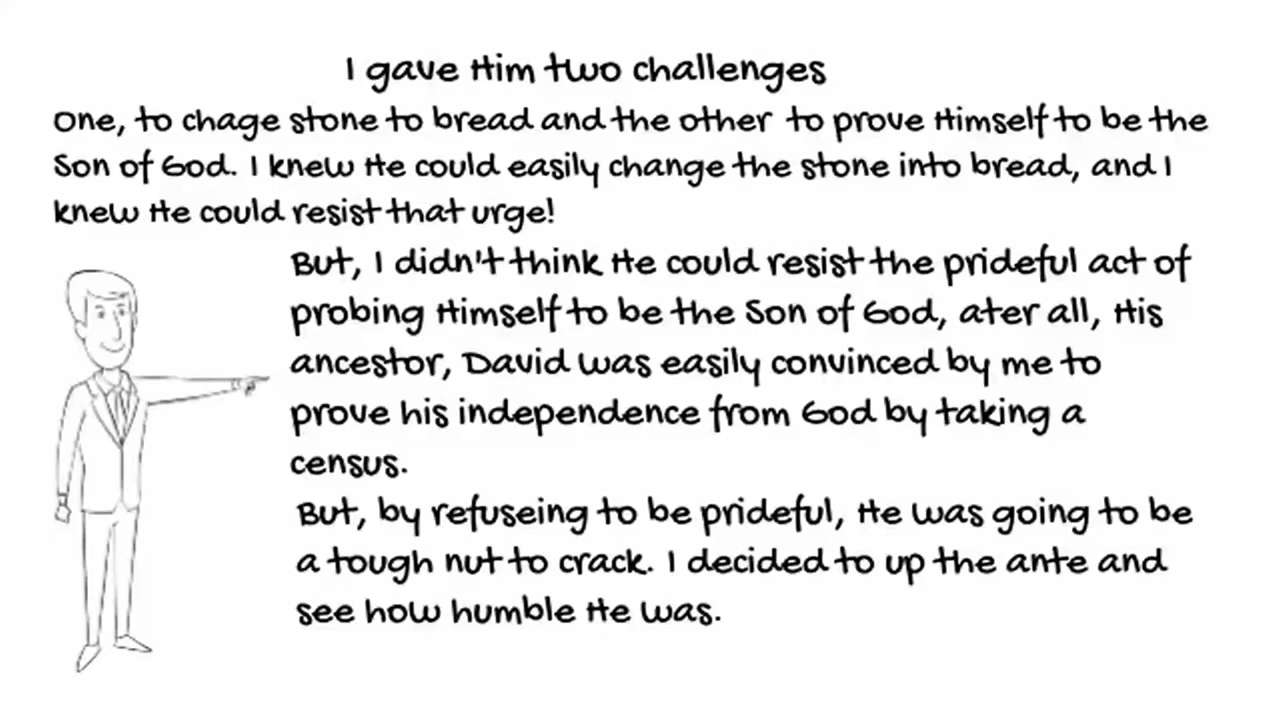 I gave Him two challenges
One, to chage stone to bread and the other to prove Himself to be the
Son of God. I knew He could easily change the stone into bread, and I
knew He could resist that urge!
But, I didn't think He could resist the prideful act of
probing Himself to be the Son of God, ater all, His
ancestor, David was easily convinced by me to
prove his independence from God by taking a
census.
But, by refuseing to be prideful, He was going to be
a tough nut to crack. I decided to up the ante and
see how humble He was.